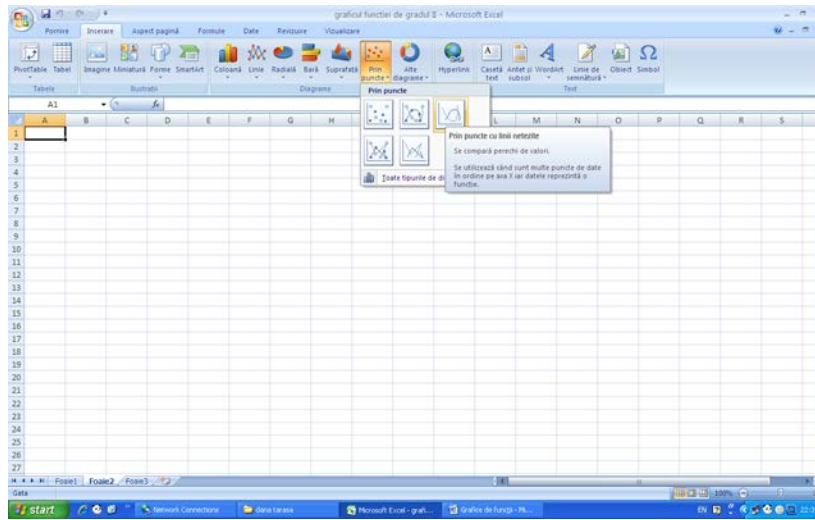 graficul functiei de gradul II - Microsoft Excel
Pornire Inserare Aspect pagină Formule Date Revizuire Vizualizare
PivotTable Tabel Imagine Miniatură Forme SmartArt Coloană Linie Radială Bară Suprafață Prin puncte Alte diagrame Hyperlink Casetă text Antet și subsol WordArt Linie de semnătură Obiect Simbol
Tabele Ilustrații Diagrame Text
A1 fx
Prin puncte
A B C D E F G H L M N O P Q R S
Prin puncte cu linii netezite
Se compară perechi de valori.
Se utilizează când sunt multe puncte de date
în ordine pe axa X iar datele reprezintă o
funcție.
Toate tipurile de di
1
2
3
4
5
6
7
8
9
10
11
12
13
14
15
16
17
18
19
20
21
22
23
24
25
26
27
Foaie1 Foaie2 Foaie3
Gata 100%
start Network Connections dana tarasa Microsoft Excel - grafi... Grafice de funcții - Mi... EN